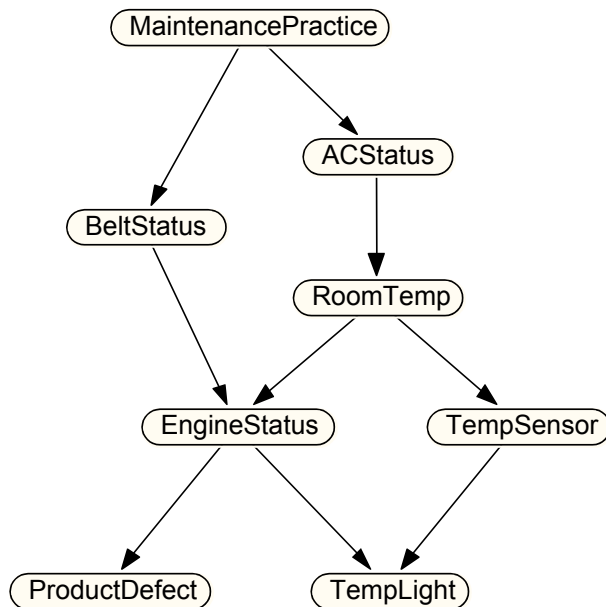 MaintenancePractice
ACStatus
BeltStatus
RoomTemp
EngineStatus
TempSensor
ProductDefect
TempLight